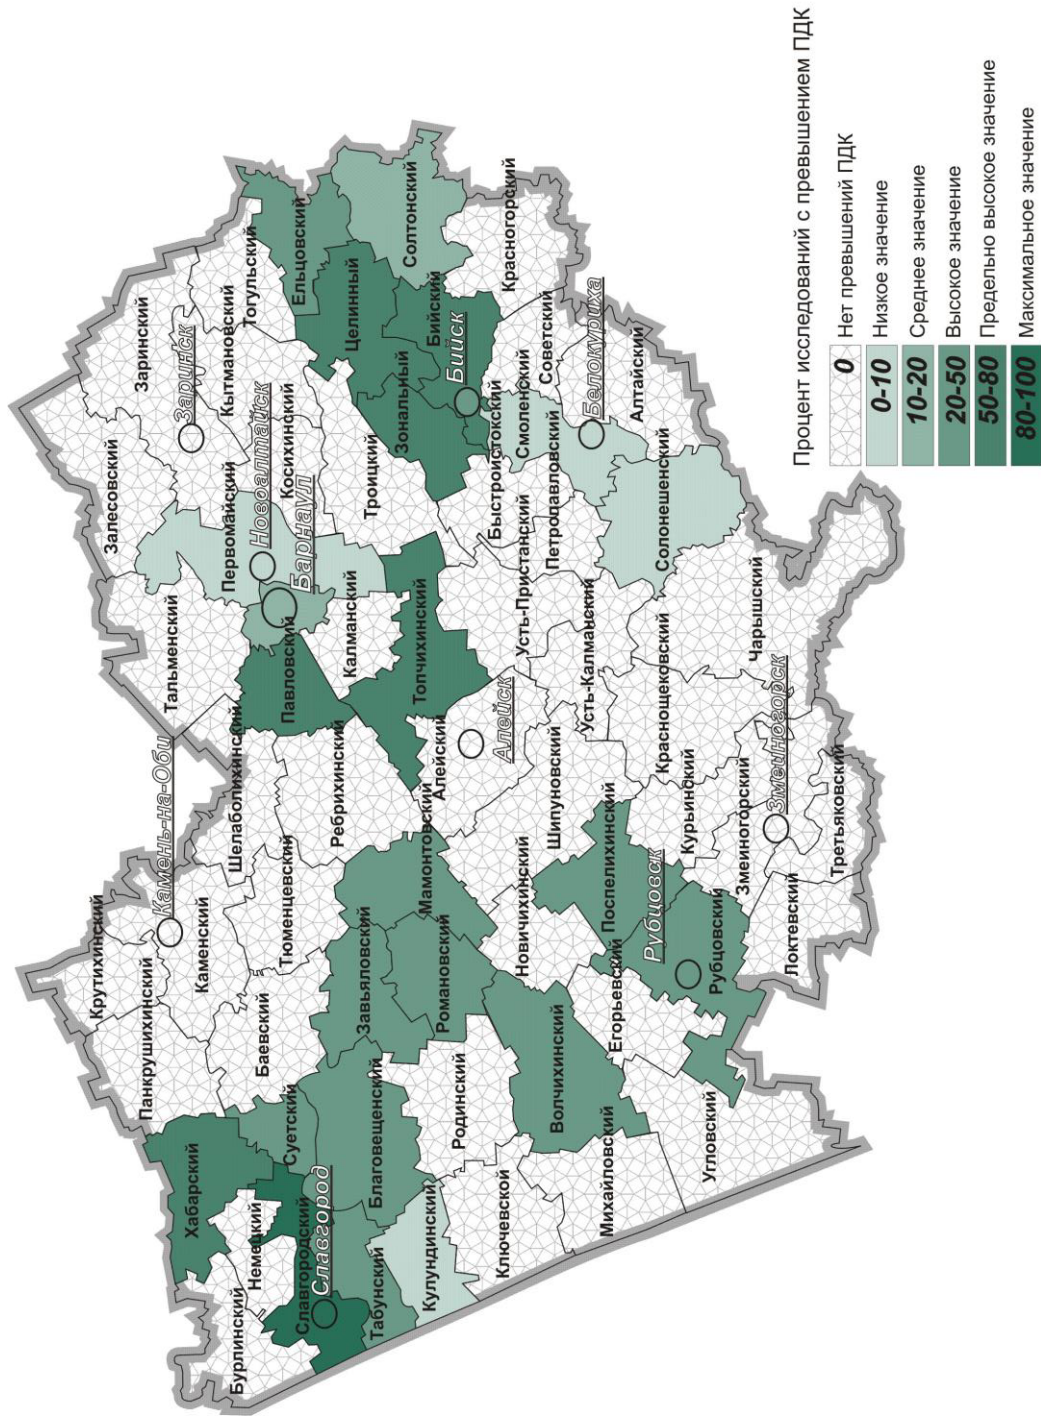 Крутихинский
Залесовский
Панкрушихинский
Заринский
Камень-на-Оби
Тальменский
Заринск
Хабарский
Каменский
Кытмановский
Первомайский
Бурлинский
Шелаболихинский
Тогульский
Немецкий
Новоалтайск
Баевский
Тюменцевский
Павловский
Косихинский
Суетский
Барнаул
Ельцовский
Славгородский
Славгород
Ребрихинский
Калманский
Целинный
Завьяловский
Троицкий
Табунский
Благовещенский
Зональный
Солтонский
Мамонтовский
Топчихинский
Кулундинский
Бийский
Алейский
Романовский
Бийск
Родинский
Быстроистокский
Ключевской
Алейск
Красногорский
Новичихинский
Усть-Пристанский
Смоленский
Советский
Петропавловский
Шипуновский
Волчихинский
Усть-Калманский
Белокуриха
Михайловский
Поспелихинский
Егорьевский
Алтайский
Рубцовск
Краснощековский
Солонешенский
Курьинский
Угловский
Рубцовский
Змеиногорский
Чарышский
Змеиногорск
Локтевский
Третьяковский
Процент исследований с превышением ПДК
0 Нет превышений ПДК
0-10 Низкое значение
10-20 Среднее значение
20-50 Высокое значение
50-80 Предельно высокое значение
80-100 Максимальное значение